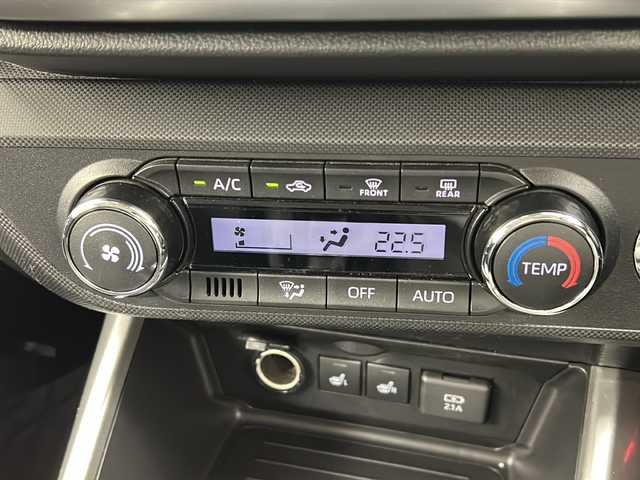 A/C
FRONT
REAR
22.5
TEMP
OFF
AUTO
L
R
2.1A